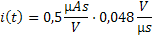 i(t) = 0,5 µAs/V · 0,048 V/µs